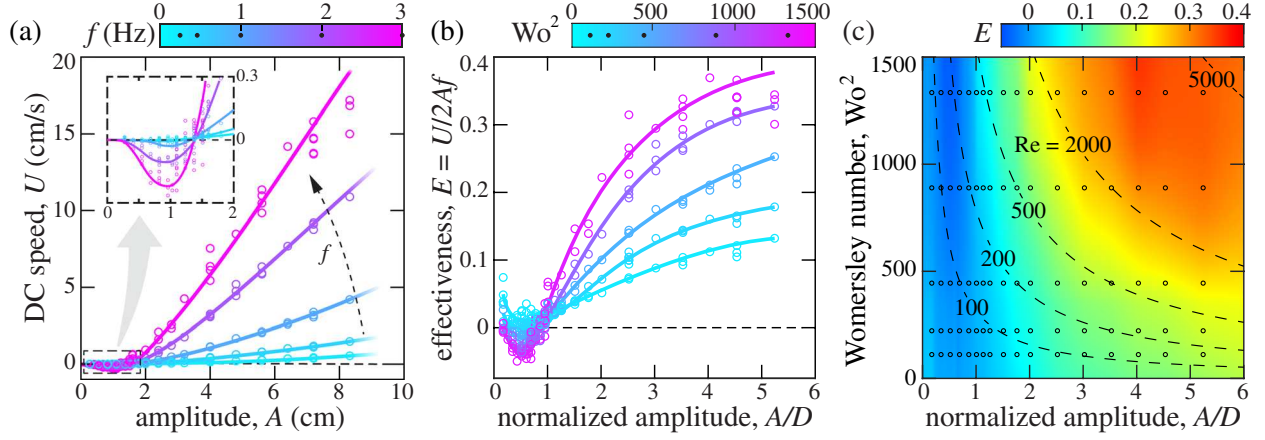 (a)
f (Hz)
0 1 2 3
DC speed, U (cm/s)
20
15
10
5
0
0.3
0
0 1 2
f
0 2 4 6 8 10
amplitude, A (cm)
(b)
Wo²
0 500 1000 1500
effectiveness, E = U/2Af
0.4
0.3
0.2
0.1
0
0 1 2 3 4 5 6
normalized amplitude, A/D
(c)
E
0 0.1 0.2 0.3 0.4
Womersley number, Wo²
1500
1000
500
0
5000
Re = 2000
500
200
100
0 1 2 3 4 5 6
normalized amplitude, A/D